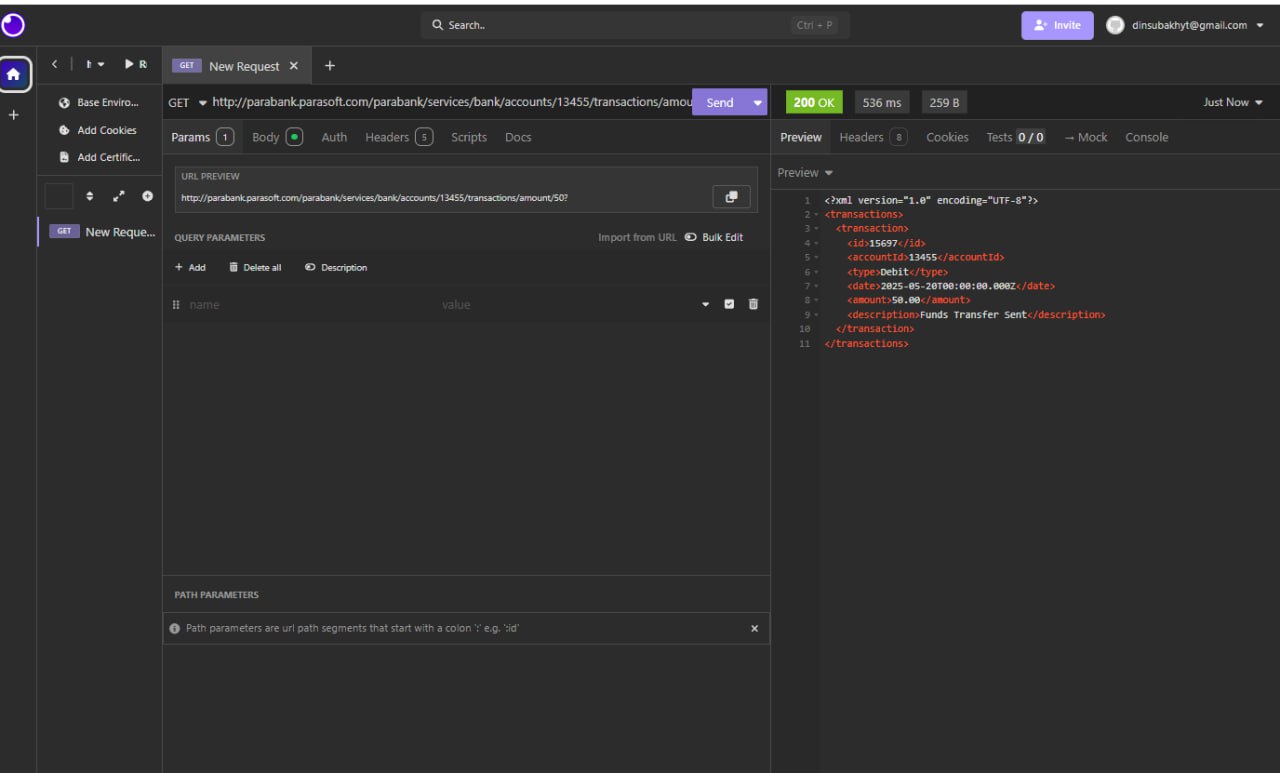 Search..
Ctrl + P
Invite
dinsubakhyt@gmail.com
GET New Request
Base Enviro...
Add Cookies
Add Certific...
GET New Reque...
GET http://parabank.parasoft.com/parabank/services/bank/accounts/13455/transactions/amou
Send
Params 1 Body Auth Headers 5 Scripts Docs
URL PREVIEW
http://parabank.parasoft.com/parabank/services/bank/accounts/13455/transactions/amount/50?
QUERY PARAMETERS
Import from URL Bulk Edit
+ Add Delete all Description
name value
PATH PARAMETERS
Path parameters are url path segments that start with a colon ':' e.g. ':id'
200 OK 536 ms 259 B Just Now
Preview Headers 8 Cookies Tests 0 / 0 → Mock Console
Preview
1 <?xml version="1.0" encoding="UTF-8"?>
2 <transactions>
3 <transaction>
4 <id>15697</id>
5 <accountId>13455</accountId>
6 <type>Debit</type>
7 <date>2025-05-20T00:00:00.000Z</date>
8 <amount>50.00</amount>
9 <description>Funds Transfer Sent</description>
10 </transaction>
11 </transactions>